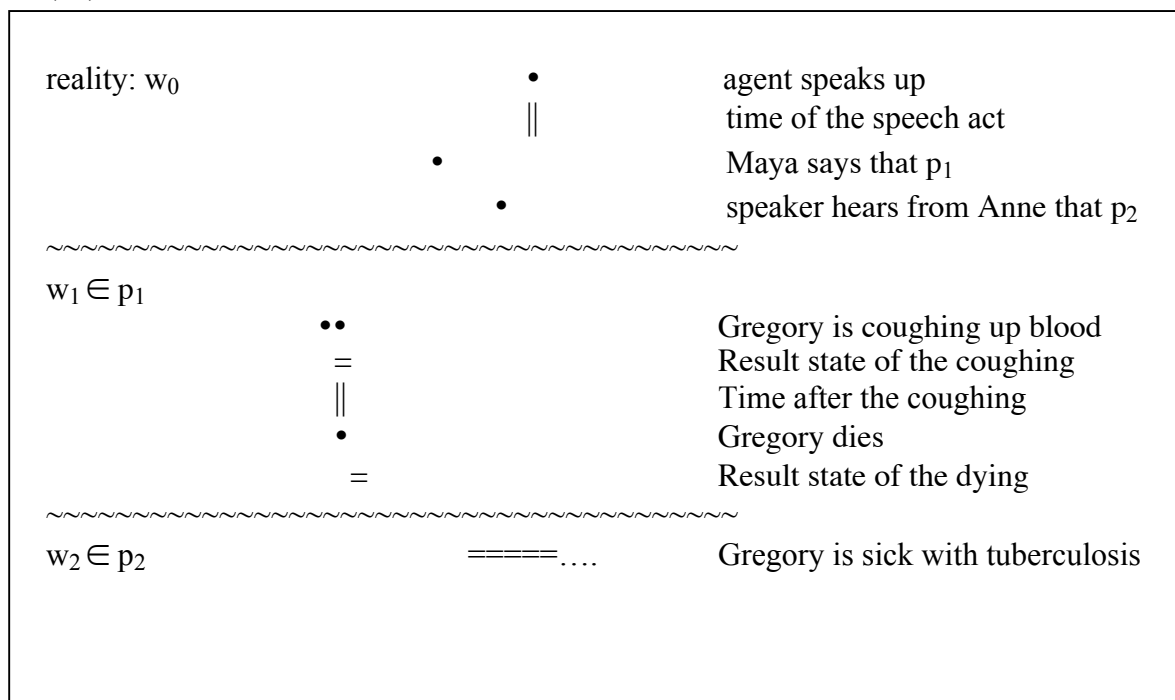 reality: w₀ • agent speaks up
|| time of the speech act
• Maya says that p₁
• speaker hears from Anne that p₂
~~~~~~~~~~~~~~~~~~~~~~~~~~~~~~~~~~~~~~~~
w₁ ∈ p₁
•• Gregory is coughing up blood
= Result state of the coughing
|| Time after the coughing
• Gregory dies
= Result state of the dying
~~~~~~~~~~~~~~~~~~~~~~~~~~~~~~~~~~~~~~~~
w₂ ∈ p₂ =====…. Gregory is sick with tuberculosis